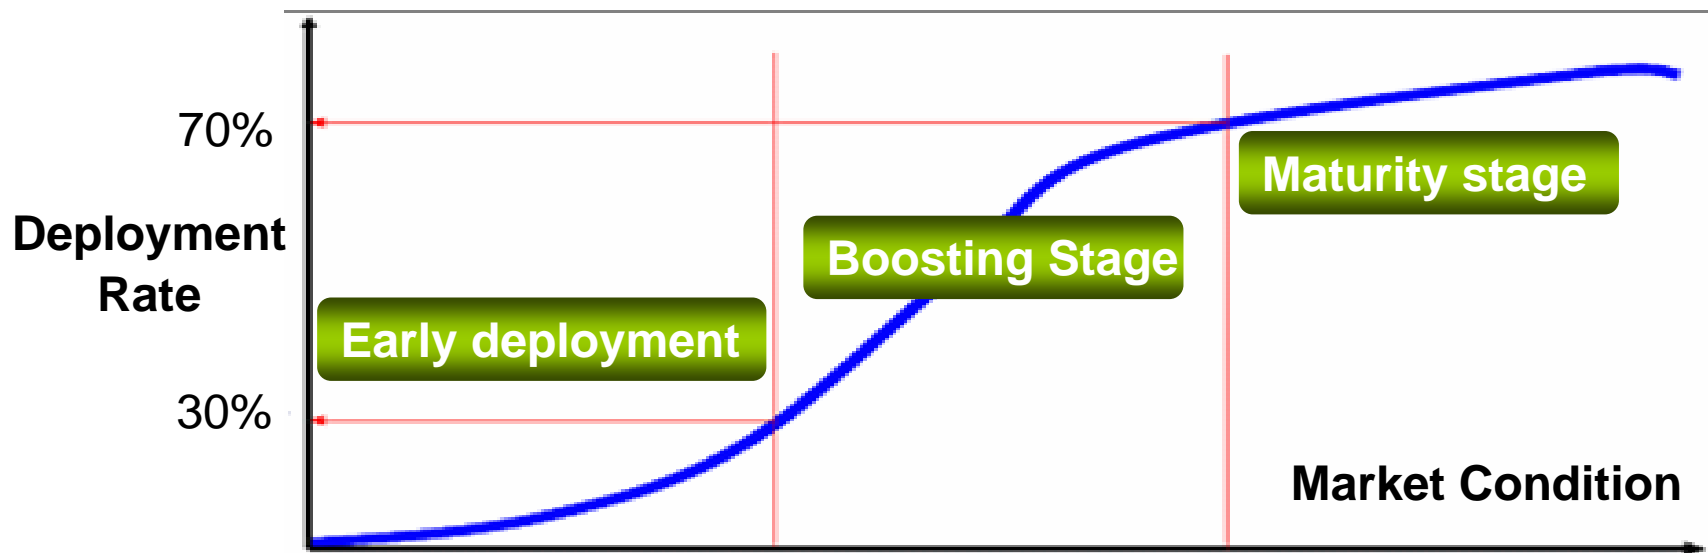 70%
Maturity stage
Deployment
Rate
Boosting Stage
Early deployment
30%
Market Condition